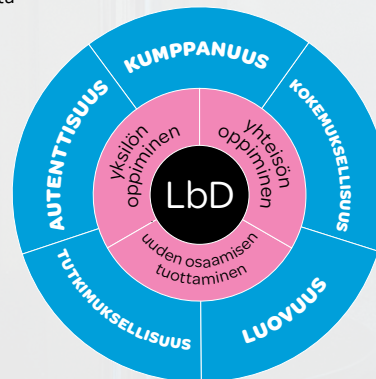 KUMPPANUUS
AUTENTTISUUS
KOKEMUKSELLISUUS
yksilön
oppiminen
yhteisön
oppiminen
LbD
uuden osaamisen
tuottaminen
TUTKIMUKSELLISUUS
LUOVUUS